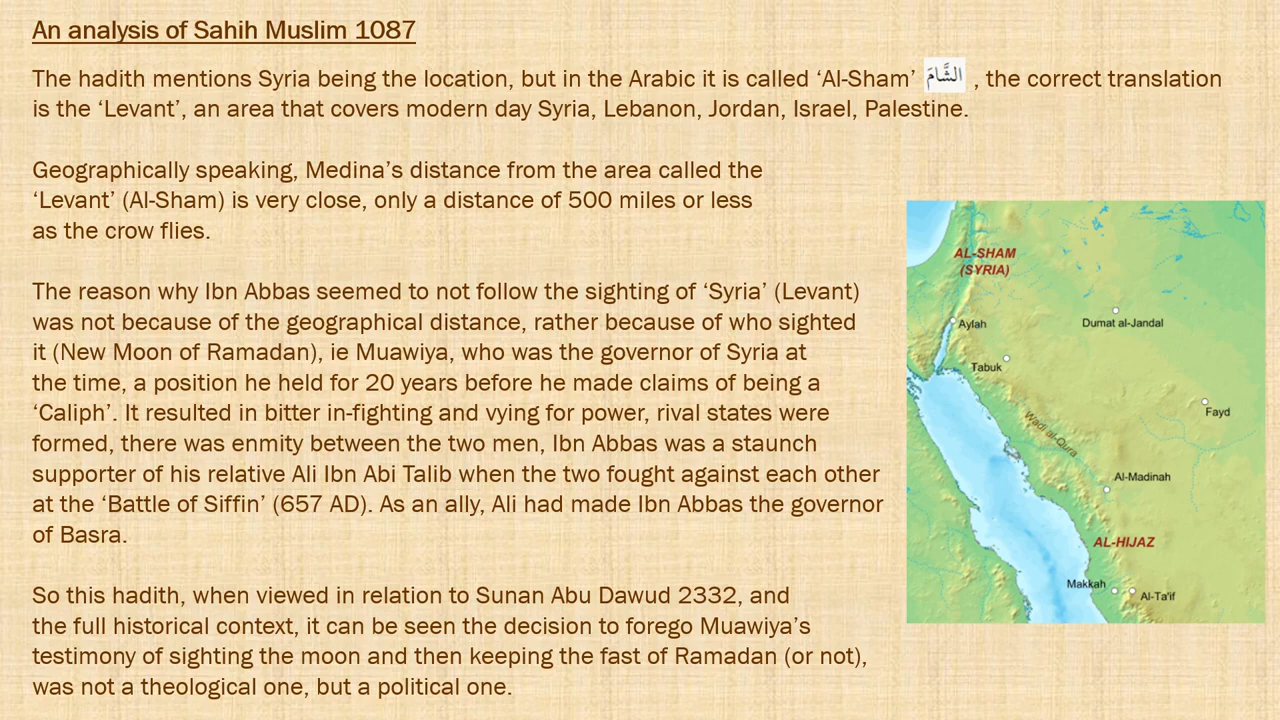 An analysis of Sahih Muslim 1087
The hadith mentions Syria being the location, but in the Arabic it is called ‘Al-Sham’ الشَّامَ , the correct translation
is the ‘Levant’, an area that covers modern day Syria, Lebanon, Jordan, Israel, Palestine.
Geographically speaking, Medina’s distance from the area called the
‘Levant’ (Al-Sham) is very close, only a distance of 500 miles or less
as the crow flies.
The reason why Ibn Abbas seemed to not follow the sighting of ‘Syria’ (Levant)
was not because of the geographical distance, rather because of who sighted
it (New Moon of Ramadan), ie Muawiya, who was the governor of Syria at
the time, a position he held for 20 years before he made claims of being a
‘Caliph’. It resulted in bitter in-fighting and vying for power, rival states were
formed, there was enmity between the two men, Ibn Abbas was a staunch
supporter of his relative Ali Ibn Abi Talib when the two fought against each other
at the ‘Battle of Siffin’ (657 AD). As an ally, Ali had made Ibn Abbas the governor
of Basra.
So this hadith, when viewed in relation to Sunan Abu Dawud 2332, and
the full historical context, it can be seen the decision to forego Muawiya’s
testimony of sighting the moon and then keeping the fast of Ramadan (or not),
was not a theological one, but a political one.
AL-SHAM
(SYRIA)
Aylah
Dumat al-Jandal
Tabuk
Fayd
Wadi al-Qura
Al-Madinah
AL-HIJAZ
Makkah
Al-Ta'if